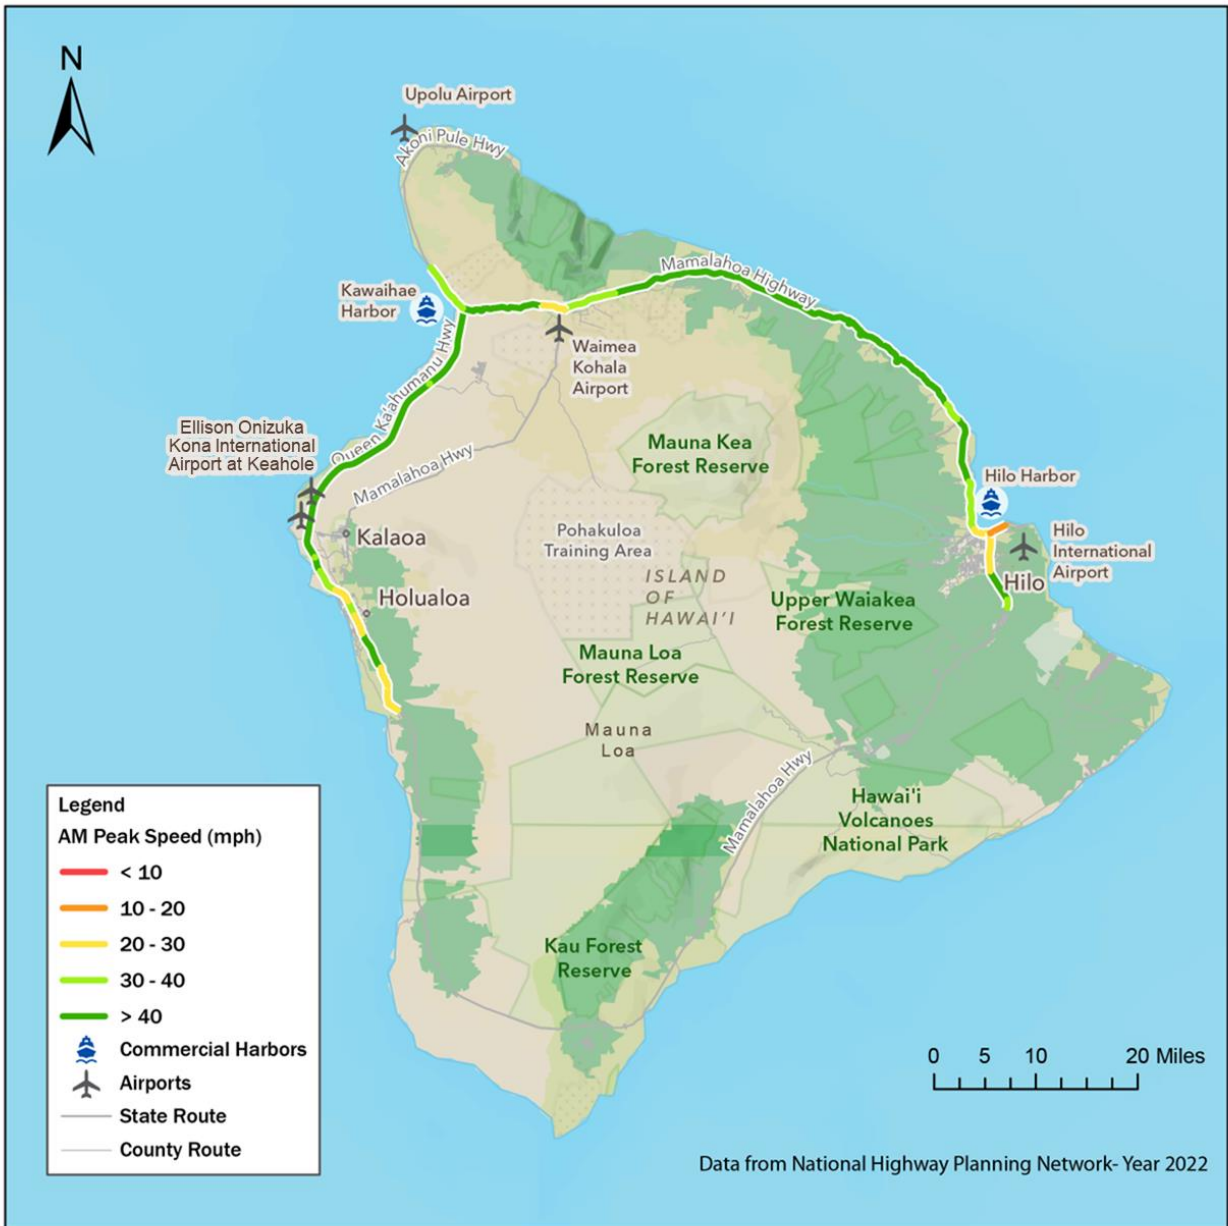 N
Upolu Airport
Akoni Pule Hwy
Kawaihae
Harbor
Mamalahoa Highway
Queen Ka'ahumanu Hwy
Waimea
Kohala
Airport
Ellison Onizuka
Kona International
Airport at Keahole
Mamalahoa Hwy
Mauna Kea
Forest Reserve
Hilo Harbor
Kalaoa
Pohakuloa
Training Area
Hilo
International
Airport
Holualoa
ISLAND
OF
HAWAI'I
Hilo
Upper Waiakea
Forest Reserve
Mauna Loa
Forest Reserve
Mauna
Loa
Mamalahoa Hwy
Hawai'i
Volcanoes
National Park
Kau Forest
Reserve
Legend
AM Peak Speed (mph)
< 10
10 - 20
20 - 30
30 - 40
> 40
Commercial Harbors
Airports
State Route
County Route
0 5 10 20 Miles
Data from National Highway Planning Network- Year 2022